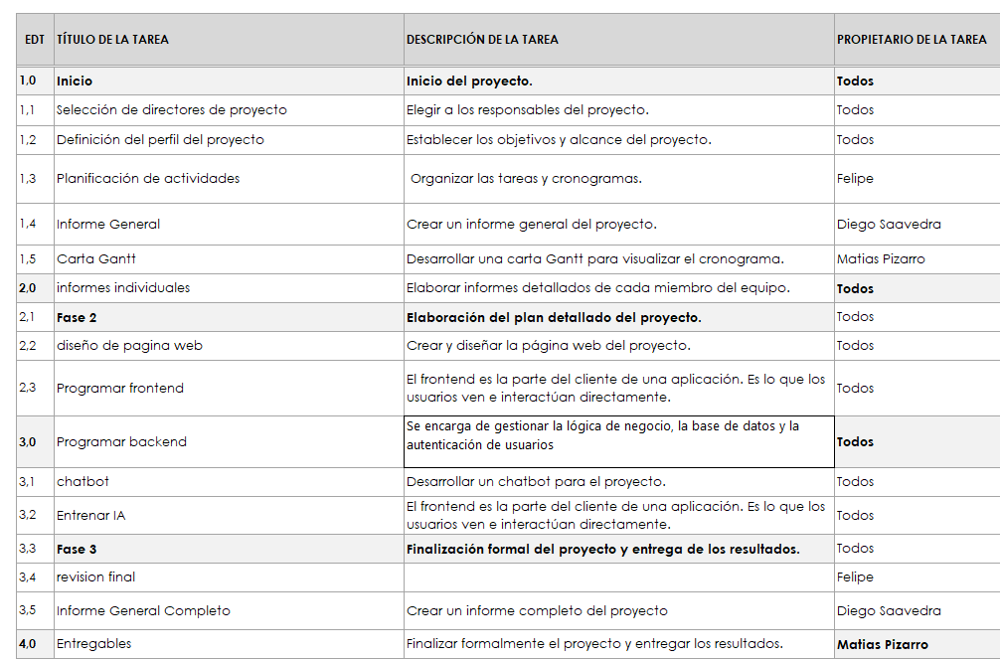 EDT TÍTULO DE LA TAREA DESCRIPCIÓN DE LA TAREA PROPIETARIO DE LA TAREA
1,0 Inicio Inicio del proyecto. Todos
1,1 Selección de directores de proyecto Elegir a los responsables del proyecto. Todos
1,2 Definición del perfil del proyecto Establecer los objetivos y alcance del proyecto. Todos
1,3 Planificación de actividades Organizar las tareas y cronogramas. Felipe
1,4 Informe General Crear un informe general del proyecto. Diego Saavedra
1,5 Carta Gantt Desarrollar una carta Gantt para visualizar el cronograma. Matias Pizarro
2,0 informes individuales Elaborar informes detallados de cada miembro del equipo. Todos
2,1 Fase 2 Elaboración del plan detallado del proyecto. Todos
2,2 diseño de pagina web Crear y diseñar la página web del proyecto. Todos
2,3 Programar frontend El frontend es la parte del cliente de una aplicación. Es lo que los
usuarios ven e interactúan directamente. Todos
3,0 Programar backend Se encarga de gestionar la lógica de negocio, la base de datos y la
autenticación de usuarios Todos
3,1 chatbot Desarrollar un chatbot para el proyecto. Todos
3,2 Entrenar IA El frontend es la parte del cliente de una aplicación. Es lo que los
usuarios ven e interactúan directamente. Todos
3,3 Fase 3 Finalización formal del proyecto y entrega de los resultados. Todos
3,4 revision final Felipe
3,5 Informe General Completo Crear un informe completo del proyecto Diego Saavedra
4,0 Entregables Finalizar formalmente el proyecto y entregar los resultados. Matias Pizarro